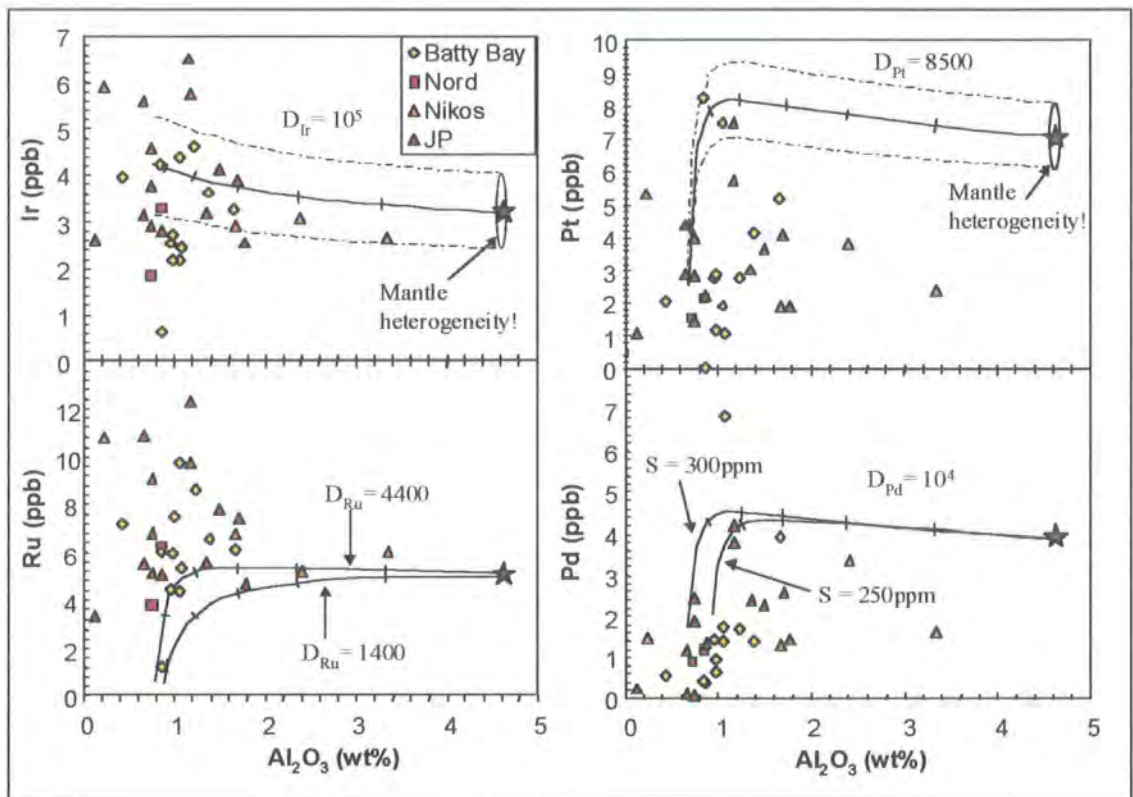 7
6
5
4
3
2
1
0
Ir (ppb)
Batty Bay
Nord
Nikos
JP
D_Ir = 10⁵
Mantle
heterogeneity!
10
9
8
7
6
5
4
3
2
1
0
Pt (ppb)
D_Pt = 8500
Mantle
heterogeneity!
12
10
8
6
4
2
0
Ru (ppb)
D_Ru = 4400
D_Ru = 1400
0 1 2 3 4 5
Al₂O₃ (wt%)
7
6
5
4
3
2
1
0
Pd (ppb)
S = 300ppm
D_Pd = 10⁴
S = 250ppm
0 1 2 3 4 5
Al₂O₃ (wt%)